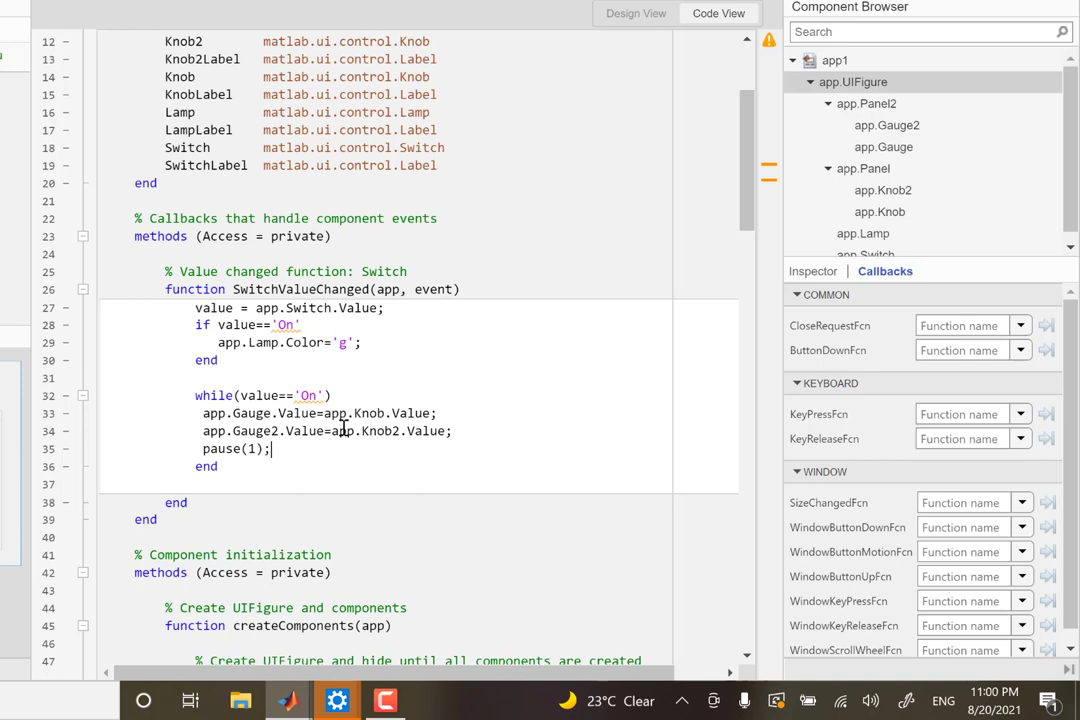 Design View
Code View
Component Browser
Search
12
Knob2 matlab.ui.control.Knob
13
Knob2Label matlab.ui.control.Label
14
Knob matlab.ui.control.Knob
15
KnobLabel matlab.ui.control.Label
16
Lamp matlab.ui.control.Lamp
17
LampLabel matlab.ui.control.Label
18
Switch matlab.ui.control.Switch
19
SwitchLabel matlab.ui.control.Label
20
end
21
22
% Callbacks that handle component events
23
methods (Access = private)
24
25
% Value changed function: Switch
26
function SwitchValueChanged(app, event)
27
value = app.Switch.Value;
28
if value=='On'
29
app.Lamp.Color='g';
30
end
31
32
while(value=='On')
33
app.Gauge.Value=app.Knob.Value;
34
app.Gauge2.Value=app.Knob2.Value;
35
pause(1);
36
end
37
38
end
39
end
40
41
% Component initialization
42
methods (Access = private)
43
44
% Create UIFigure and components
45
function createComponents(app)
46
47
% Create UIFigure and hide until all components are created
app1
app.UIFigure
app.Panel2
app.Gauge2
app.Gauge
app.Panel
app.Knob2
app.Knob
app.Lamp
app.Switch
Inspector
Callbacks
COMMON
CloseRequestFcn Function name
ButtonDownFcn Function name
KEYBOARD
KeyPressFcn Function name
KeyReleaseFcn Function name
WINDOW
SizeChangedFcn Function name
WindowButtonDownFcn Function name
WindowButtonMotionFcn Function name
WindowButtonUpFcn Function name
WindowKeyPressFcn Function name
WindowKeyReleaseFcn Function name
WindowScrollWheelFcn Function name
23°C Clear
ENG
11:00 PM
8/20/2021
1